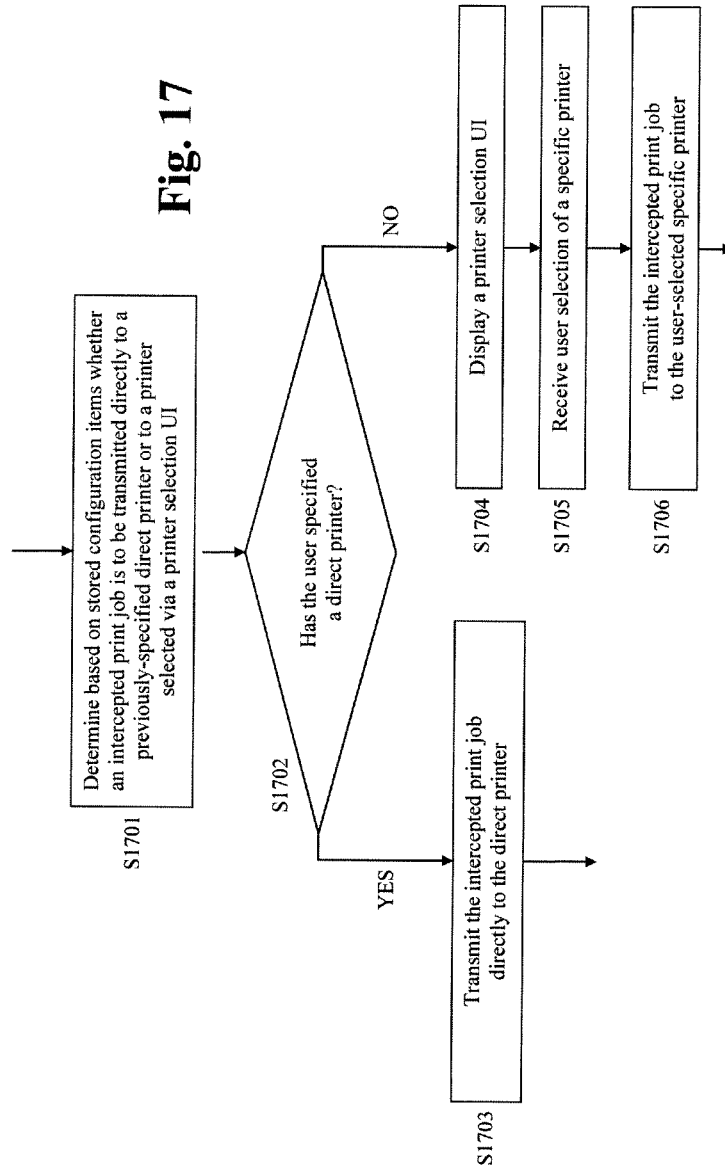 Fig. 17
Determine based on stored configuration items whether
an intercepted print job is to be transmitted directly to a
previously-specified direct printer or to a printer
selected via a printer selection UI
S1701
Has the user specified
a direct printer?
S1702
YES
NO
Transmit the intercepted print job
directly to the direct printer
S1703
Display a printer selection UI
S1704
Receive user selection of a specific printer
S1705
Transmit the intercepted print job
to the user-selected specific printer
S1706